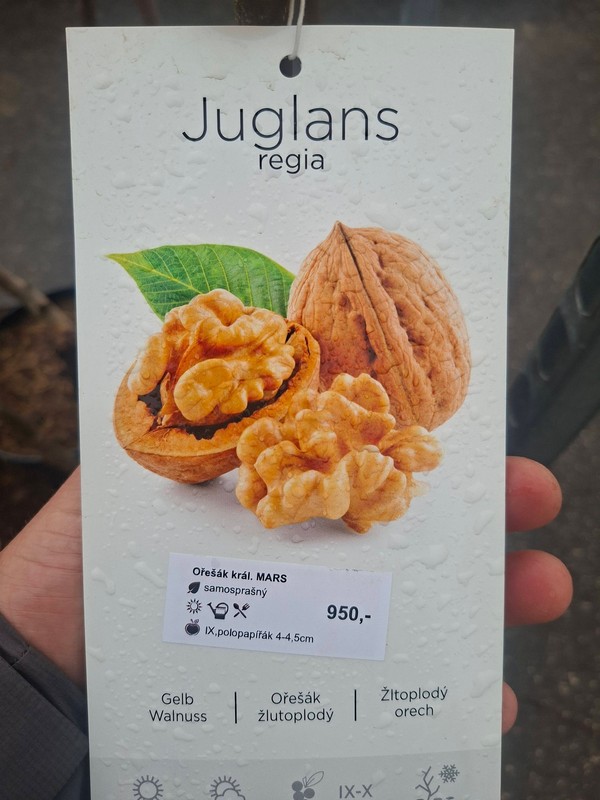 Juglans
regia
Ořešák král. MARS
samosprašný
950,-
IX,polopapířák 4-4,5cm
Gelb
Walnuss
Ořešák
žlutoplodý
Žltoplodý
orech
IX-X